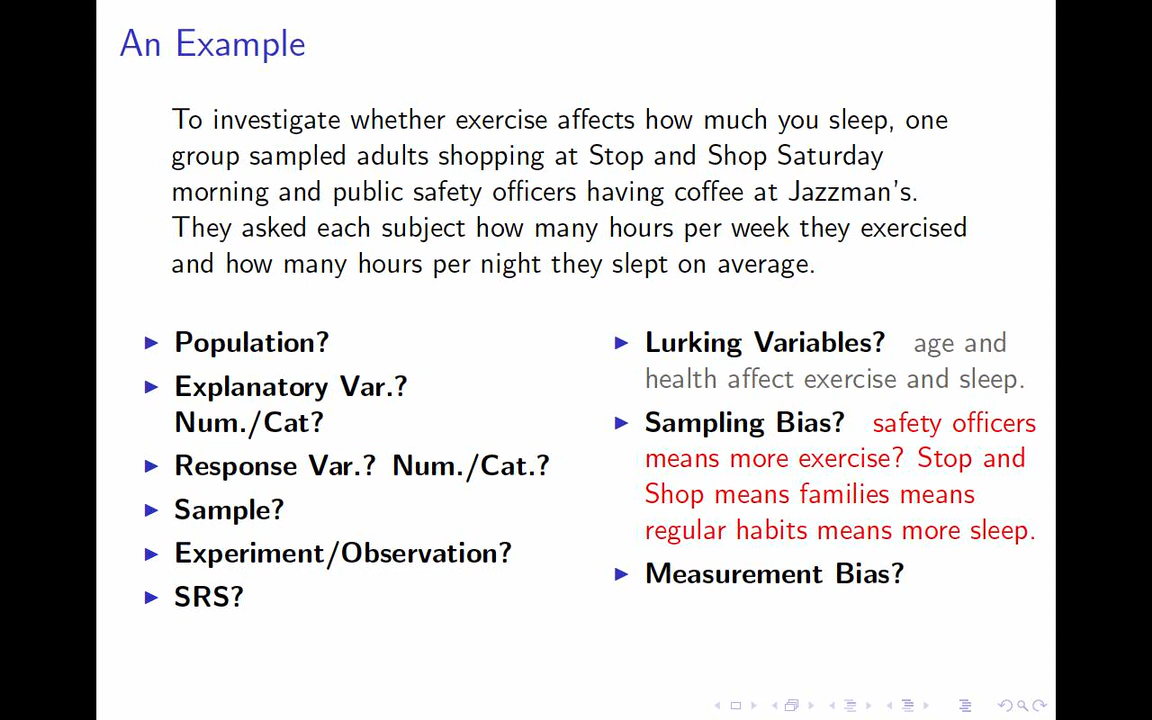 An Example
To investigate whether exercise affects how much you sleep, one
group sampled adults shopping at Stop and Shop Saturday
morning and public safety officers having coffee at Jazzman's.
They asked each subject how many hours per week they exercised
and how many hours per night they slept on average.
Population?
Explanatory Var.?
Num./Cat?
Response Var.? Num./Cat.?
Sample?
Experiment/Observation?
SRS?
Lurking Variables? age and
health affect exercise and sleep.
Sampling Bias? safety officers
means more exercise? Stop and
Shop means families means
regular habits means more sleep.
Measurement Bias?